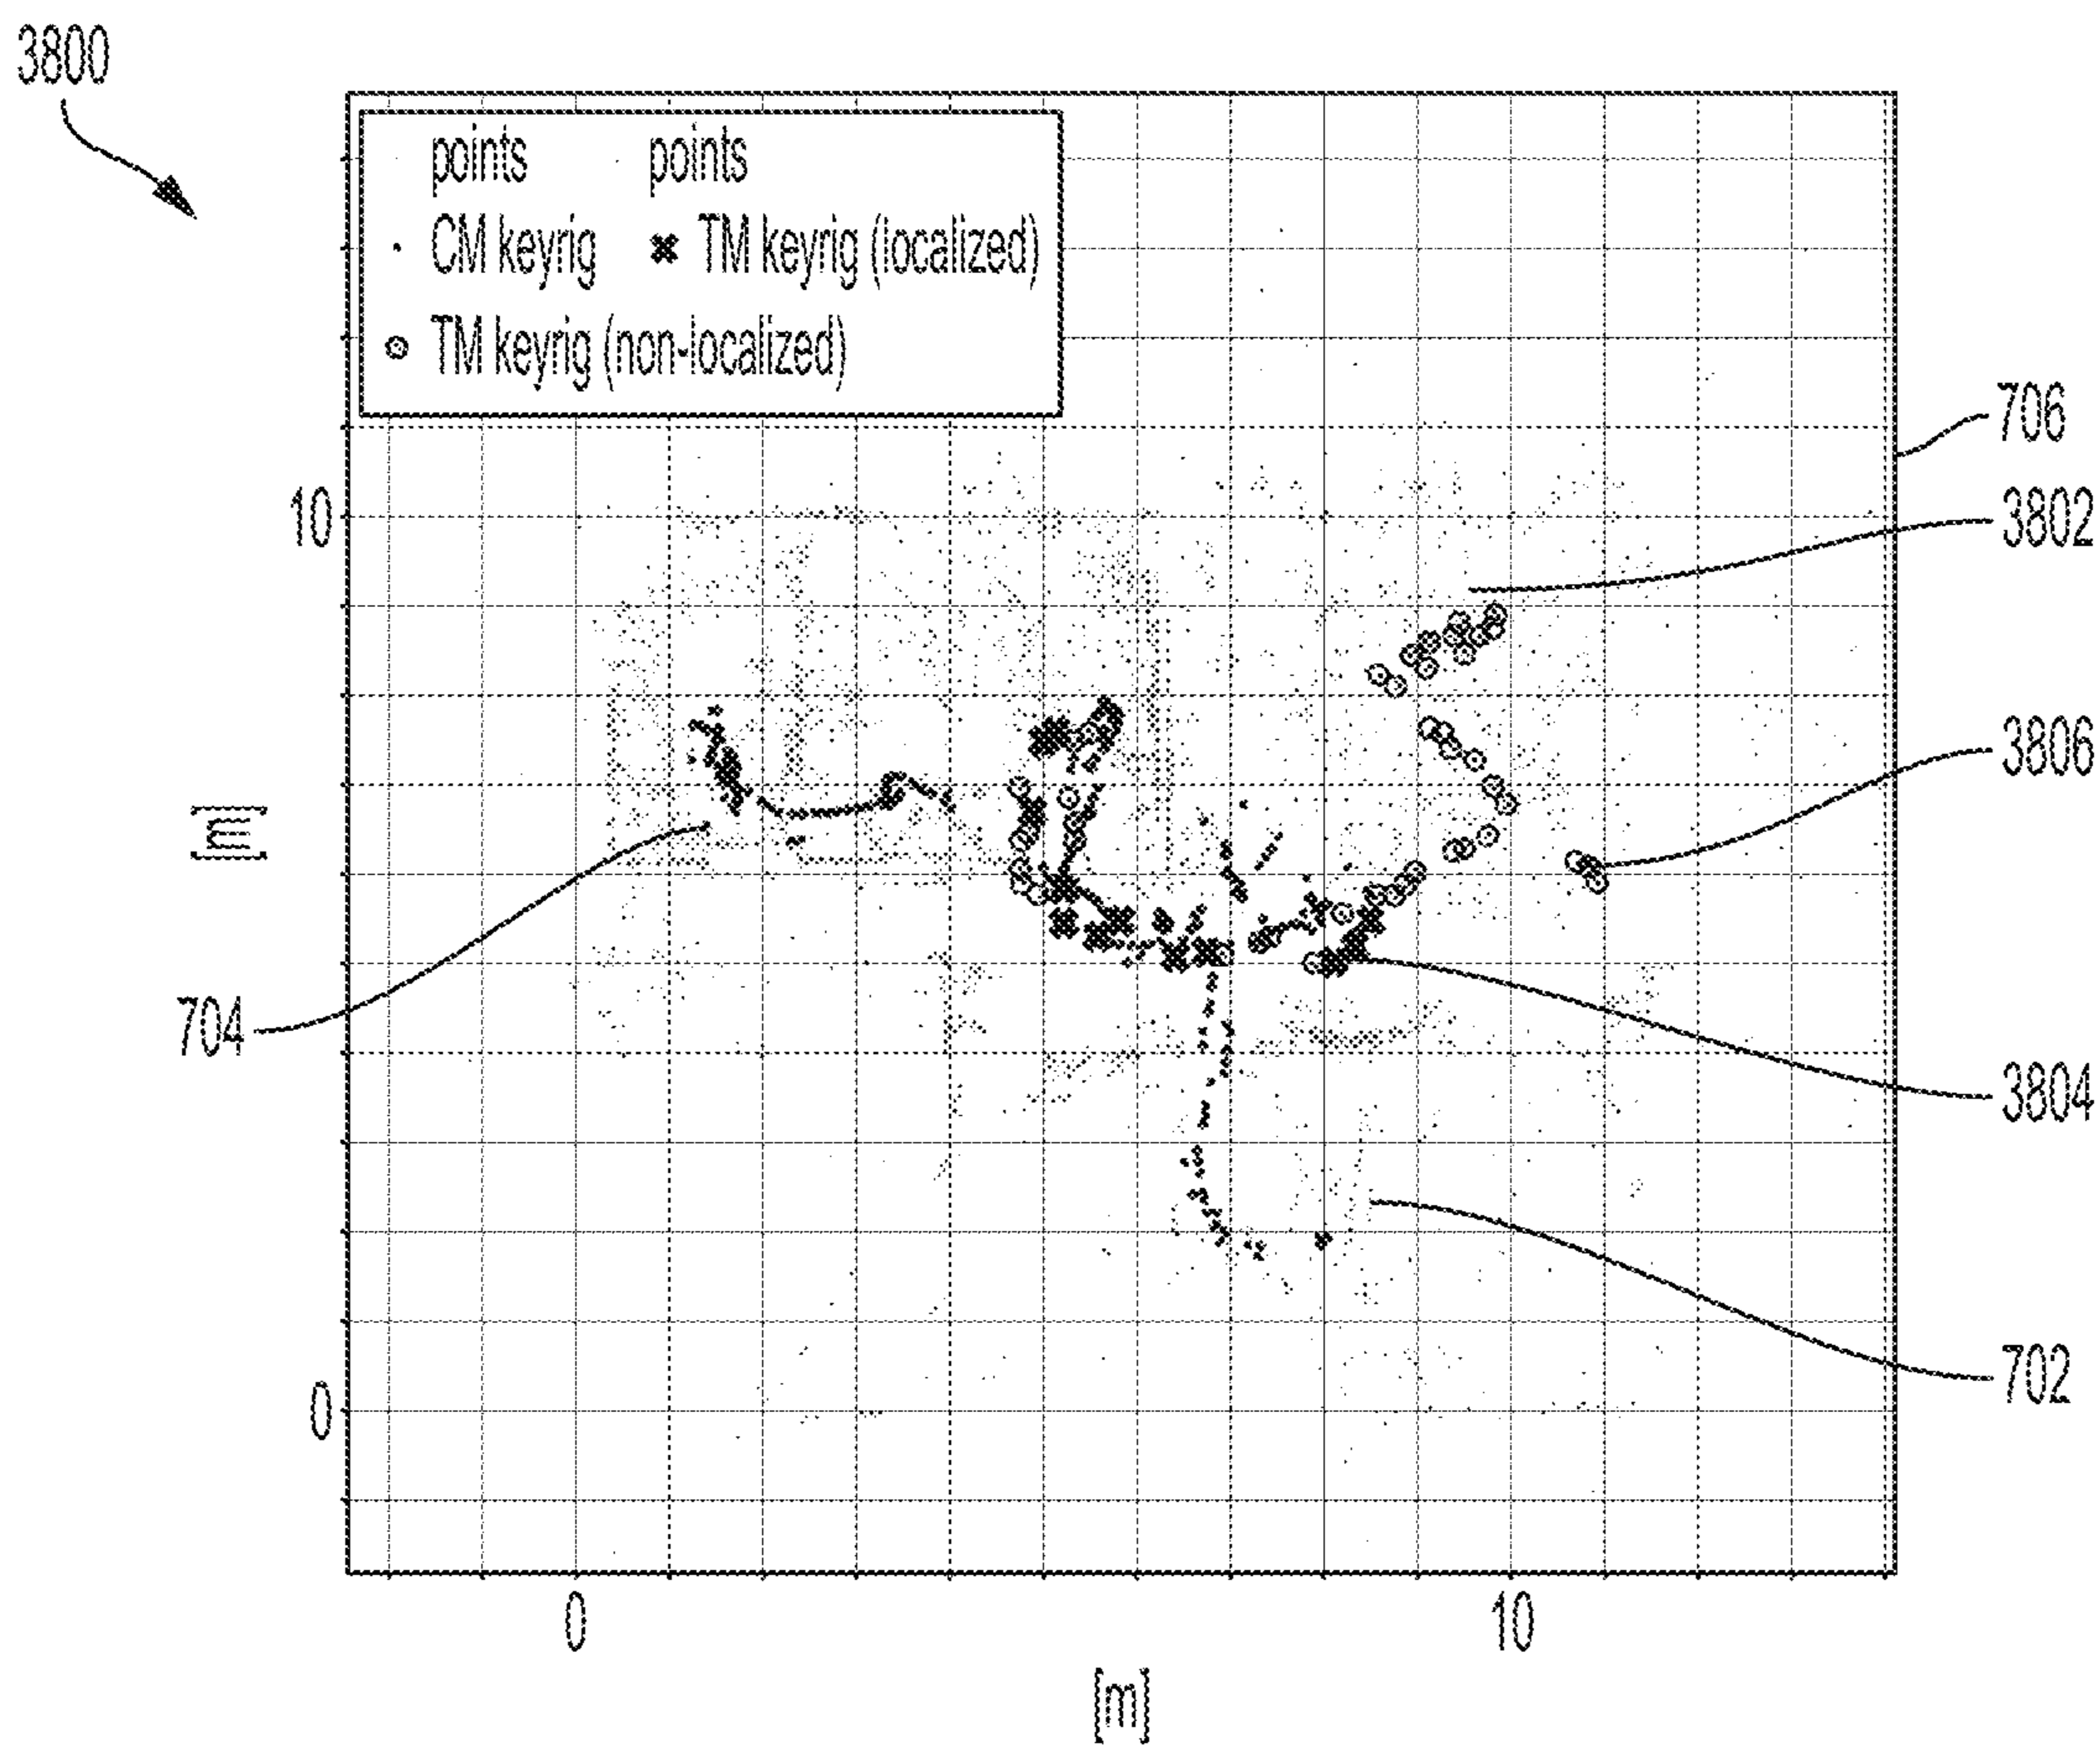 3800
points points
CM keyrig TM keyrig (localized)
TM keyrig (non-localized)
706
10
3802
3806
[m]
704
3804
702
0
0 10
[m]